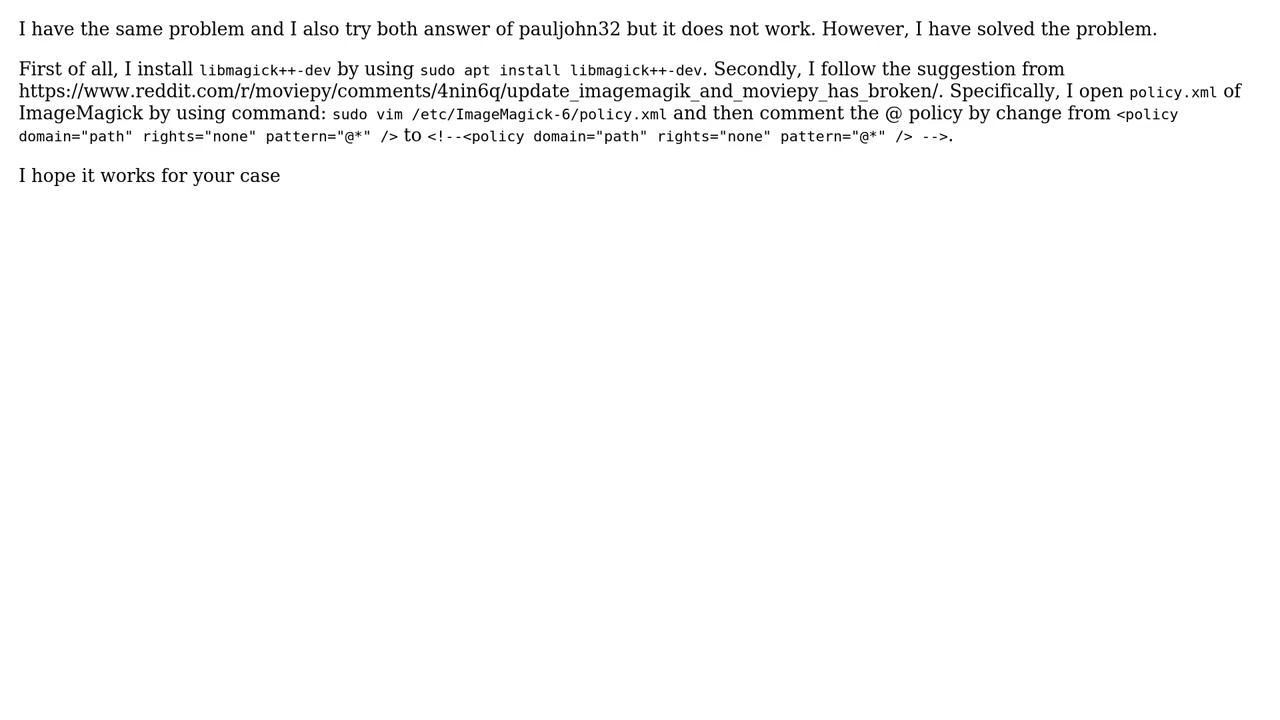 I have the same problem and I also try both answer of pauljohn32 but it does not work. However, I have solved the problem.
First of all, I install libmagick++-dev by using sudo apt install libmagick++-dev. Secondly, I follow the suggestion from
https://www.reddit.com/r/moviepy/comments/4nin6q/update_imagemagik_and_moviepy_has_broken/. Specifically, I open policy.xml of
ImageMagick by using command: sudo vim /etc/ImageMagick-6/policy.xml and then comment the @ policy by change from <policy
domain="path" rights="none" pattern="@*" /> to <!--<policy domain="path" rights="none" pattern="@*" /> -->.
I hope it works for your case